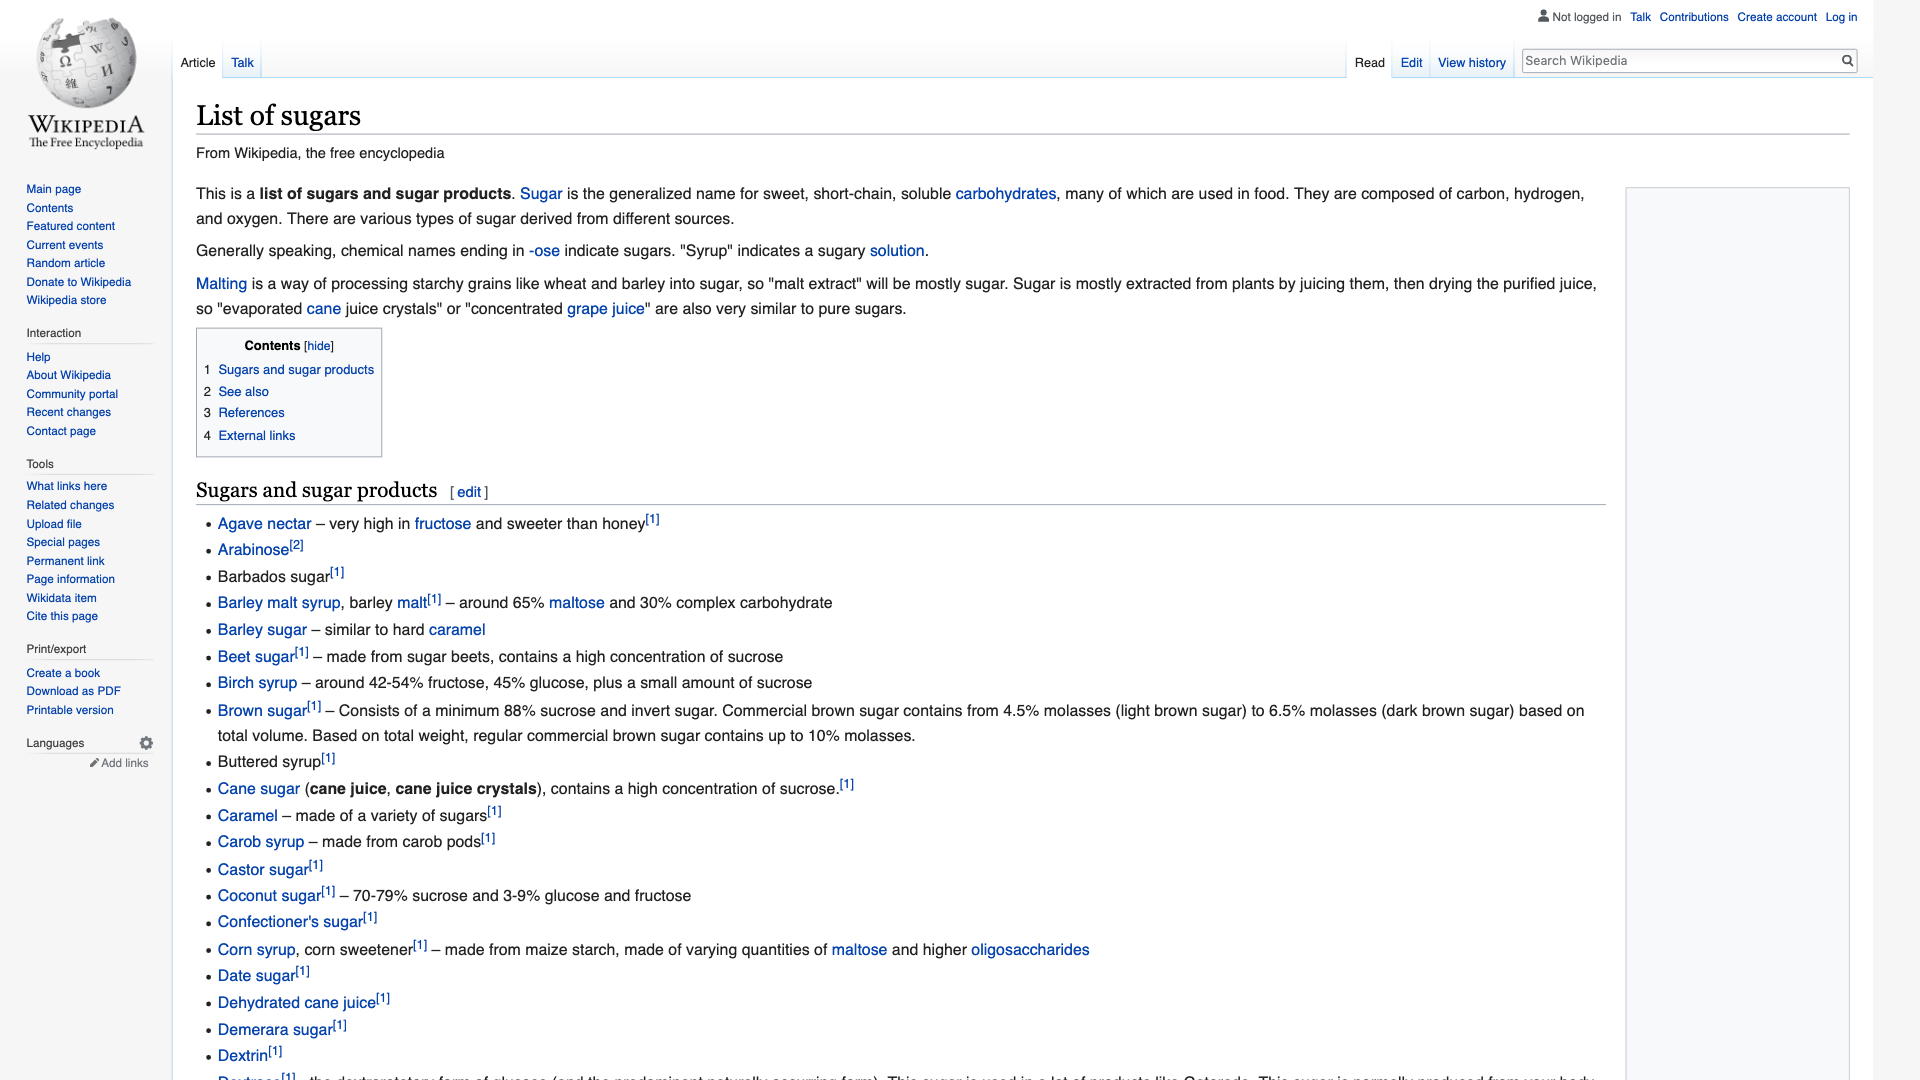 Not logged in Talk Contributions Create account Log in
Article Talk Read Edit View history Search Wikipedia
WIKIPEDIA
The Free Encyclopedia
Main page
Contents
Featured content
Current events
Random article
Donate to Wikipedia
Wikipedia store
Interaction
Help
About Wikipedia
Community portal
Recent changes
Contact page
Tools
What links here
Related changes
Upload file
Special pages
Permanent link
Page information
Wikidata item
Cite this page
Print/export
Create a book
Download as PDF
Printable version
Languages
Add links
List of sugars
From Wikipedia, the free encyclopedia
This is a list of sugars and sugar products. Sugar is the generalized name for sweet, short-chain, soluble carbohydrates, many of which are used in food. They are composed of carbon, hydrogen,
and oxygen. There are various types of sugar derived from different sources.
Generally speaking, chemical names ending in -ose indicate sugars. "Syrup" indicates a sugary solution.
Malting is a way of processing starchy grains like wheat and barley into sugar, so "malt extract" will be mostly sugar. Sugar is mostly extracted from plants by juicing them, then drying the purified juice,
so "evaporated cane juice crystals" or "concentrated grape juice" are also very similar to pure sugars.
Contents [hide]
1 Sugars and sugar products
2 See also
3 References
4 External links
Sugars and sugar products [ edit ]
• Agave nectar – very high in fructose and sweeter than honey[1]
• Arabinose[2]
• Barbados sugar[1]
• Barley malt syrup, barley malt[1] – around 65% maltose and 30% complex carbohydrate
• Barley sugar – similar to hard caramel
• Beet sugar[1] – made from sugar beets, contains a high concentration of sucrose
• Birch syrup – around 42-54% fructose, 45% glucose, plus a small amount of sucrose
• Brown sugar[1] – Consists of a minimum 88% sucrose and invert sugar. Commercial brown sugar contains from 4.5% molasses (light brown sugar) to 6.5% molasses (dark brown sugar) based on
total volume. Based on total weight, regular commercial brown sugar contains up to 10% molasses.
• Buttered syrup[1]
• Cane sugar (cane juice, cane juice crystals), contains a high concentration of sucrose.[1]
• Caramel – made of a variety of sugars[1]
• Carob syrup – made from carob pods[1]
• Castor sugar[1]
• Coconut sugar[1] – 70-79% sucrose and 3-9% glucose and fructose
• Confectioner's sugar[1]
• Corn syrup, corn sweetener[1] – made from maize starch, made of varying quantities of maltose and higher oligosaccharides
• Date sugar[1]
• Dehydrated cane juice[1]
• Demerara sugar[1]
• Dextrin[1]